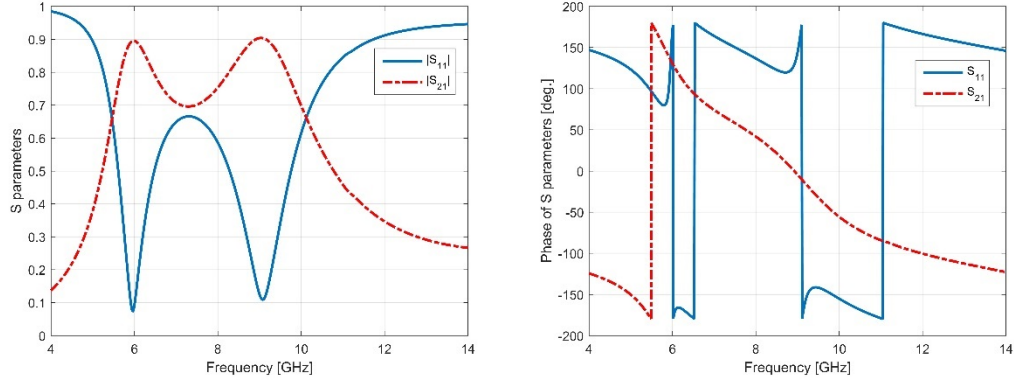 1
0.9
0.8
0.7
0.6
0.5
0.4
0.3
0.2
0.1
0
S parameters
|S11|
|S21|
4 6 8 10 12 14
Frequency [GHz]
200
150
100
50
0
-50
-100
-150
-200
Phase of S parameters [deg.]
S11
S21
4 6 8 10 12 14
Frequency [GHz]